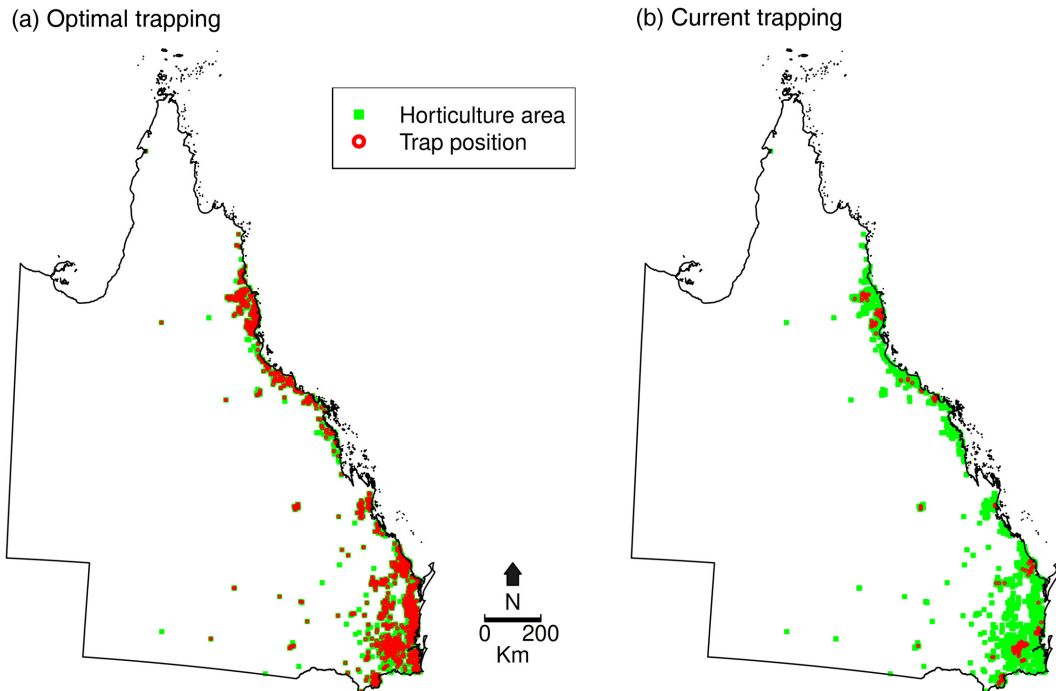 (a) Optimal trapping
(b) Current trapping
Horticulture area
Trap position
N
0 200
Km